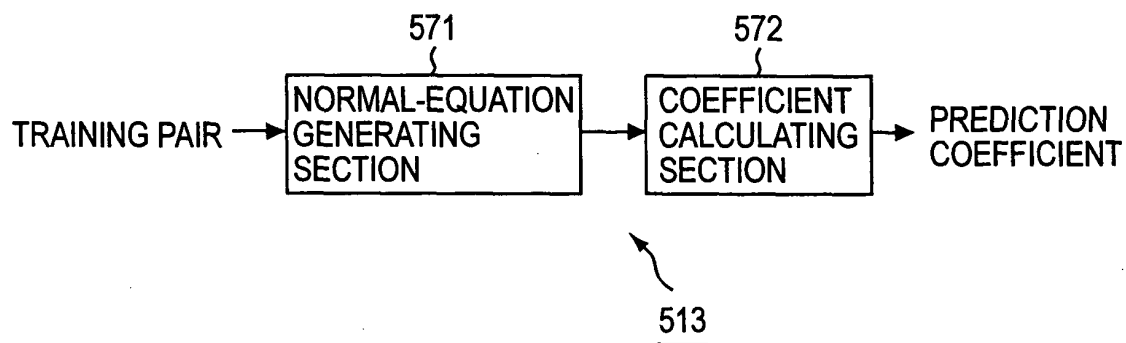 571
572
TRAINING PAIR
NORMAL-EQUATION
GENERATING
SECTION
COEFFICIENT
CALCULATING
SECTION
PREDICTION
COEFFICIENT
513